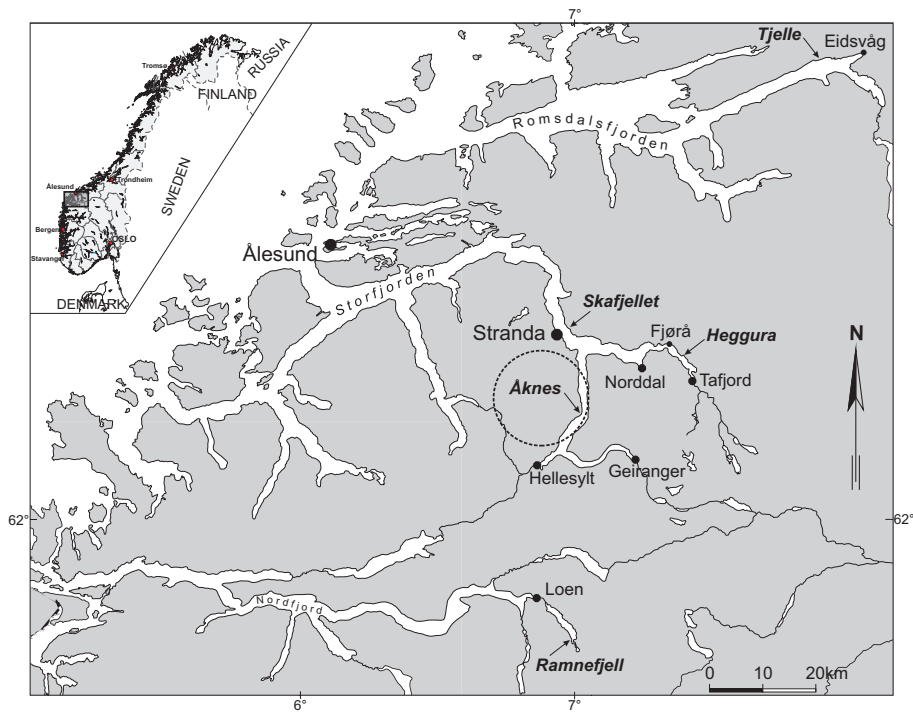 7°
Tjelle
Eidsvåg
RUSSIA
Tromsø
FINLAND
Romsdalsfjorden
SWEDEN
Trondheim
Ålesund
Bergen
OSLO
Stavanger
DENMARK
Ålesund
Storfjorden
Skafjellet
Stranda
Fjørå
Heggura
N
Norddal
Tafjord
Åknes
Hellesylt
Geiranger
62°
62°
Nordfjord
Loen
Ramnefjell
0 10 20km
6°
7°